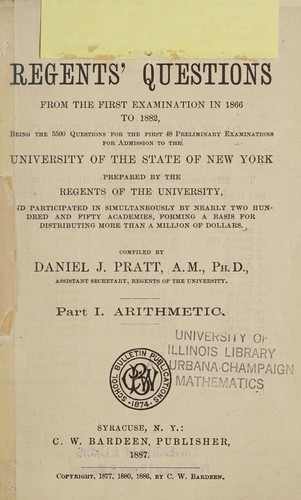 REGENTS' QUESTIONS
FROM THE FIRST EXAMINATION IN 1866
TO 1882,
BEING THE 5500 QUESTIONS FOR THE FIRST 48 PRELIMINARY EXAMINATIONS
FOR ADMISSION TO THE
UNIVERSITY OF THE STATE OF NEW YORK
PREPARED BY THE
REGENTS OF THE UNIVERSITY,
ND PARTICIPATED IN SIMULTANEOUSLY BY NEARLY TWO HUN-
DRED AND FIFTY ACADEMIES, FORMING A BASIS FOR
DISTRIBUTING MORE THAN A MILLION OF DOLLARS.
COMPILED BY
DANIEL J. PRATT, A.M., PH.D.,
ASSISTANT SECRETARY, REGENTS OF THE UNIVERSITY.
PART I. ARITHMETIC.
UNIVERSITY OF
ILLINOIS LIBRARY
URBANA-CHAMPAIGN
MATHEMATICS
SCHOOL BULLETIN PUBLICATIONS
1874
SYRACUSE, N. Y.:
C. W. BARDEEN, PUBLISHER,
1887.
COPYRIGHT, 1877, 1880, 1886, BY C. W. BARDEEN.